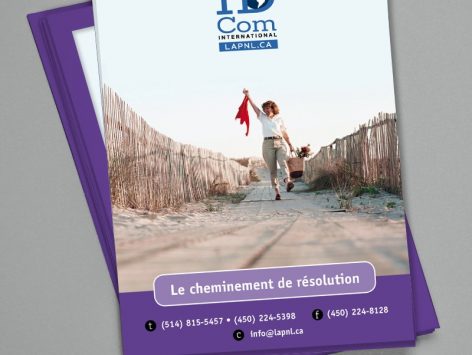 Com
INTERNATIONAL
LAPNL.CA
Le cheminement de résolution
t (514) 815-5457 • (450) 224-5398 f (450) 224-8128
c info@lapnl.ca